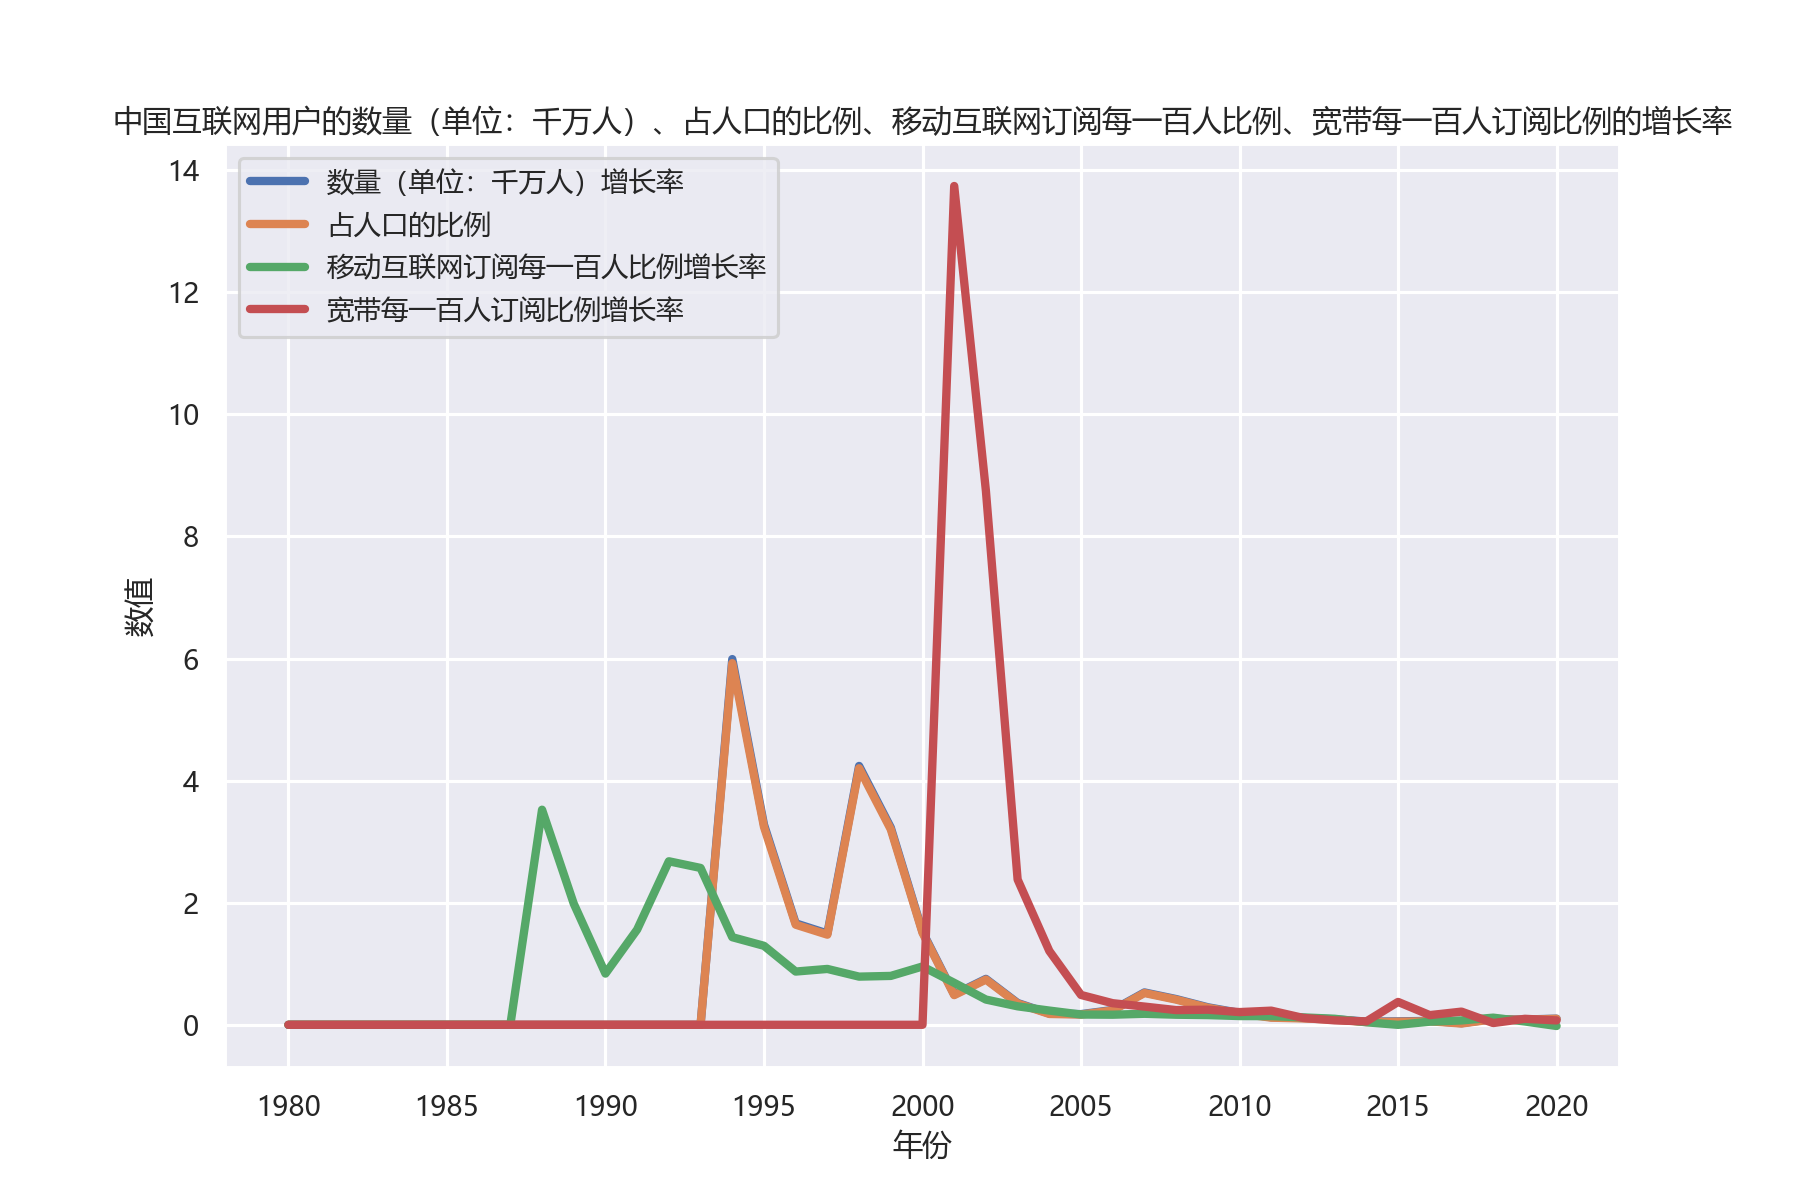 中国互联网用户的数量（单位：千万人）、占人口的比例、移动互联网订阅每一百人比例、宽带每一百人订阅比例的增长率
数量（单位：千万人）增长率
占人口的比例
移动互联网订阅每一百人比例增长率
宽带每一百人订阅比例增长率
14
12
10
8
6
4
2
0
数值
1980 1985 1990 1995 2000 2005 2010 2015 2020
年份